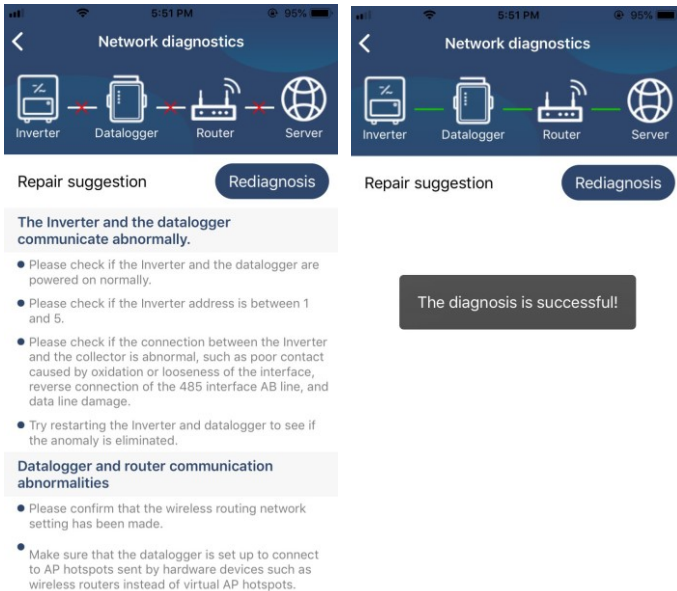 5:51 PM
95%
Network diagnostics
Inverter
Datalogger
Router
Server
Repair suggestion
Rediagnosis
The Inverter and the datalogger
communicate abnormally.
Please check if the Inverter and the datalogger are
powered on normally.
Please check if the Inverter address is between 1
and 5.
Please check if the connection between the Inverter
and the collector is abnormal, such as poor contact
caused by oxidation or looseness of the interface,
reverse connection of the 485 interface AB line, and
data line damage.
Try restarting the Inverter and datalogger to see if
the anomaly is eliminated.
Datalogger and router communication
abnormalities
Please confirm that the wireless routing network
setting has been made.
Make sure that the datalogger is set up to connect
to AP hotspots sent by hardware devices such as
wireless routers instead of virtual AP hotspots.
5:51 PM
95%
Network diagnostics
Inverter
Datalogger
Router
Server
Repair suggestion
Rediagnosis
The diagnosis is successful!